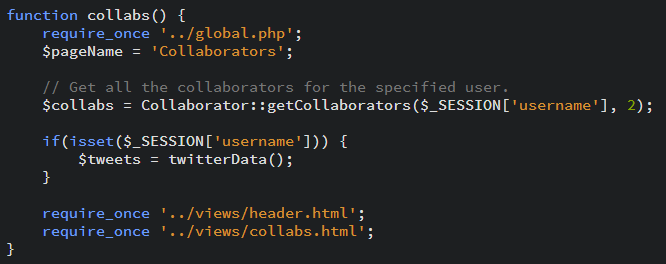 function collabs() {
    require_once '../global.php';
    $pageName = 'Collaborators';

    // Get all the collaborators for the specified user.
    $collabs = Collaborator::getCollaborators($_SESSION['username'], 2);

    if(isset($_SESSION['username'])) {
        $tweets = twitterData();
    }

    require_once '../views/header.html';
    require_once '../views/collabs.html';
}